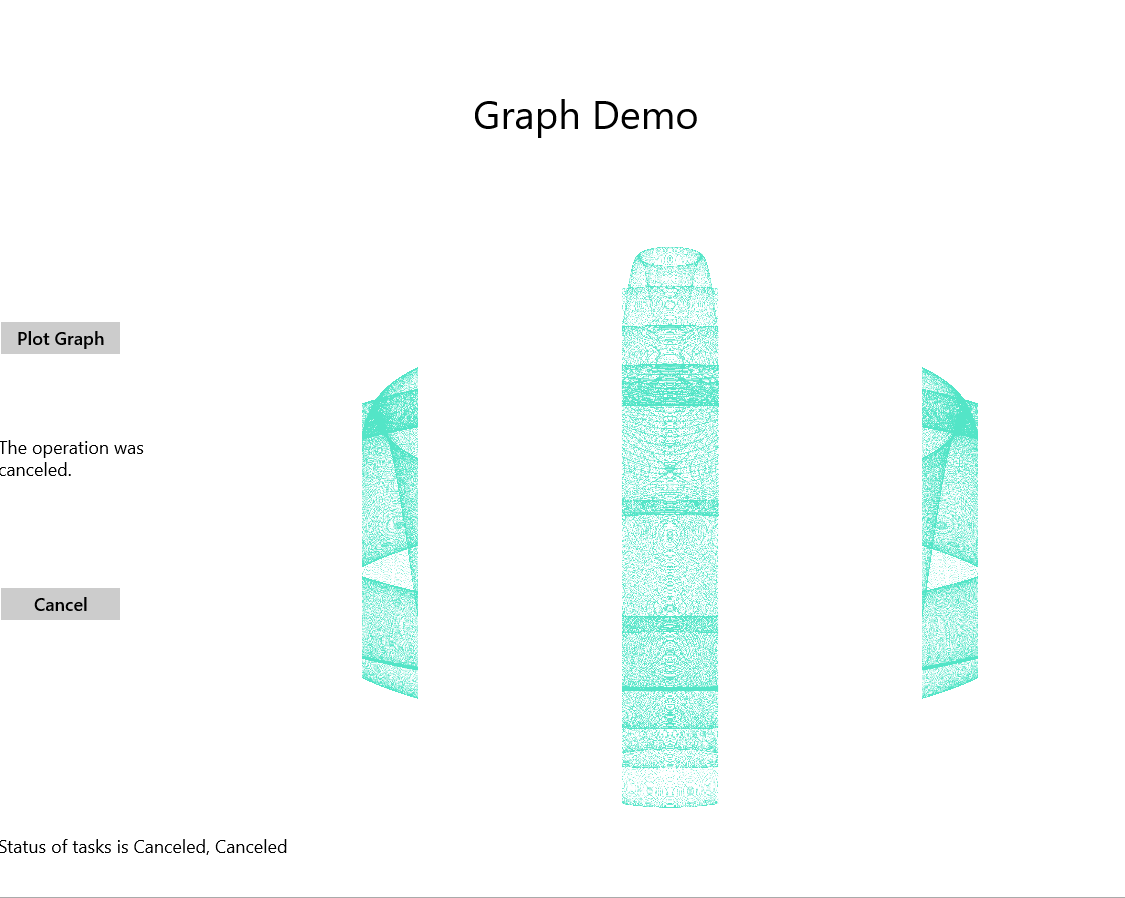 Graph Demo
Plot Graph
The operation was
canceled.
Cancel
Status of tasks is Canceled, Canceled